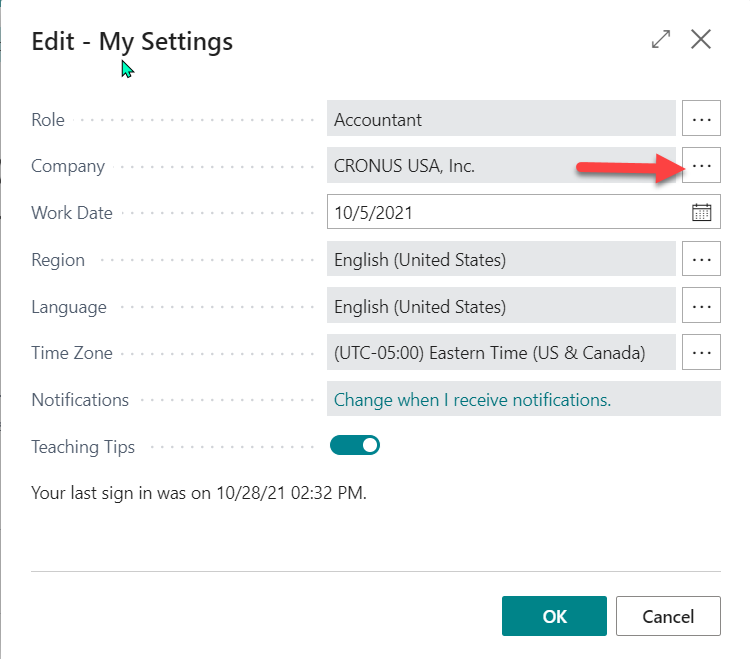 Edit - My Settings
Role Accountant ...
Company CRONUS USA, Inc. ...
Work Date 10/5/2021
Region English (United States) ...
Language English (United States) ...
Time Zone (UTC-05:00) Eastern Time (US & Canada) ...
Notifications Change when I receive notifications.
Teaching Tips
Your last sign in was on 10/28/21 02:32 PM.
OK Cancel